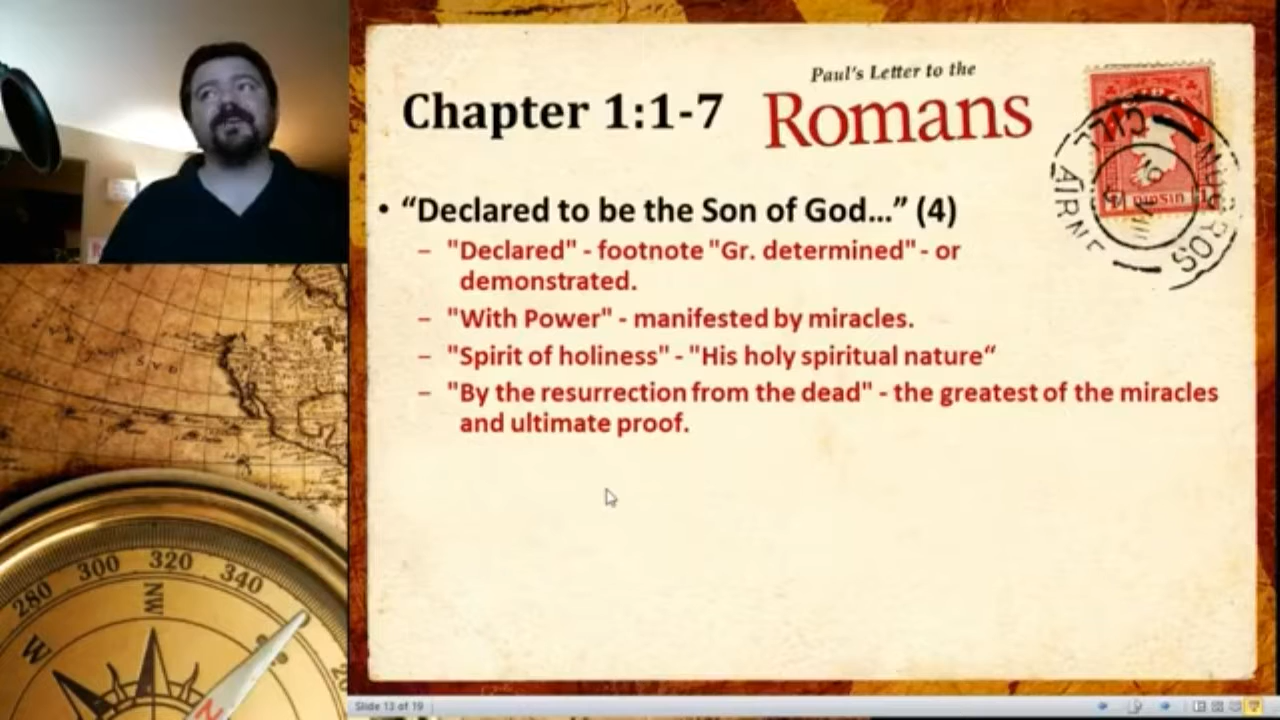 Paul's Letter to the
Chapter 1:1-7 Romans
• “Declared to be the Son of God…” (4)
– "Declared" - footnote "Gr. determined" - or
demonstrated.
– "With Power" - manifested by miracles.
– "Spirit of holiness" - "His holy spiritual nature“
– "By the resurrection from the dead" - the greatest of the miracles
and ultimate proof.
280 300 320 340
W NW N
Slide 13 of 19